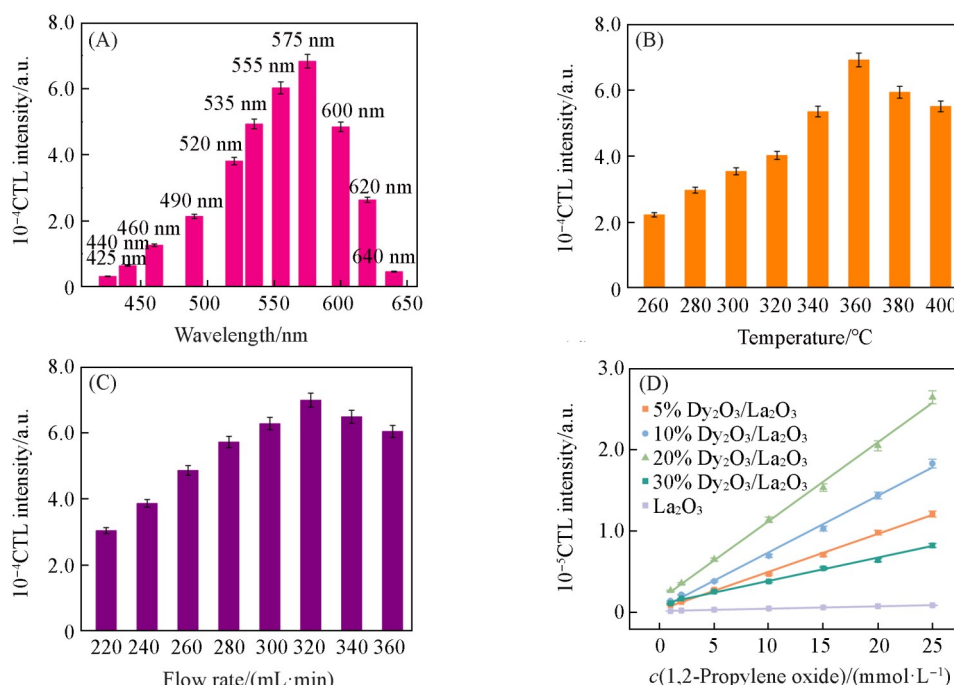 (A)
8.0
6.0
4.0
2.0
0
10⁻⁴CTL intensity/a.u.
425 nm
440 nm
460 nm
490 nm
520 nm
535 nm
555 nm
575 nm
600 nm
620 nm
640 nm
450 500 550 600 650
Wavelength/nm
(B)
8.0
6.0
4.0
2.0
0
10⁻⁴CTL intensity/a.u.
260 280 300 320 340 360 380 400
Temperature/°C
(C)
8.0
6.0
4.0
2.0
0
10⁻⁴CTL intensity/a.u.
220 240 260 280 300 320 340 360
Flow rate/(mL·min)
(D)
3.0
2.0
1.0
0
10⁻⁵CTL intensity/a.u.
5% Dy₂O₃/La₂O₃
10% Dy₂O₃/La₂O₃
20% Dy₂O₃/La₂O₃
30% Dy₂O₃/La₂O₃
La₂O₃
0 5 10 15 20 25
c(1,2-Propylene oxide)/(mmol·L⁻¹)